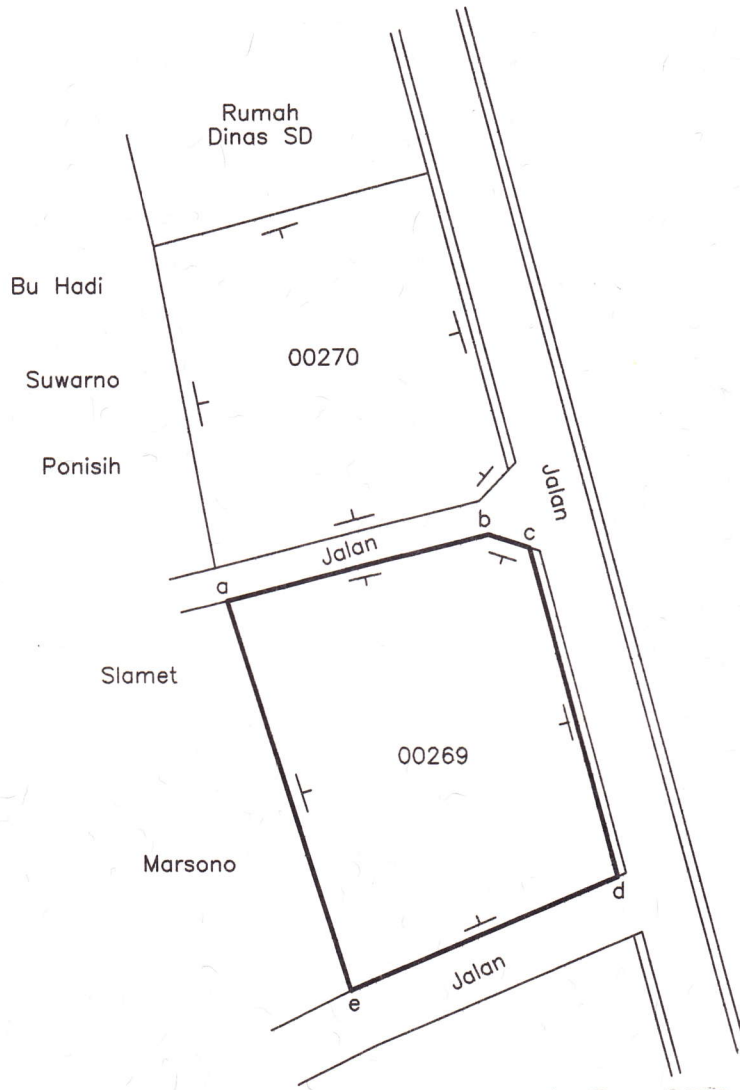 Rumah
Dinas SD
Bu Hadi
00270
Suwarno
Ponisih
Jalan
b
c
Jalan
a
Slamet
00269
Marsono
d
Jalan
e